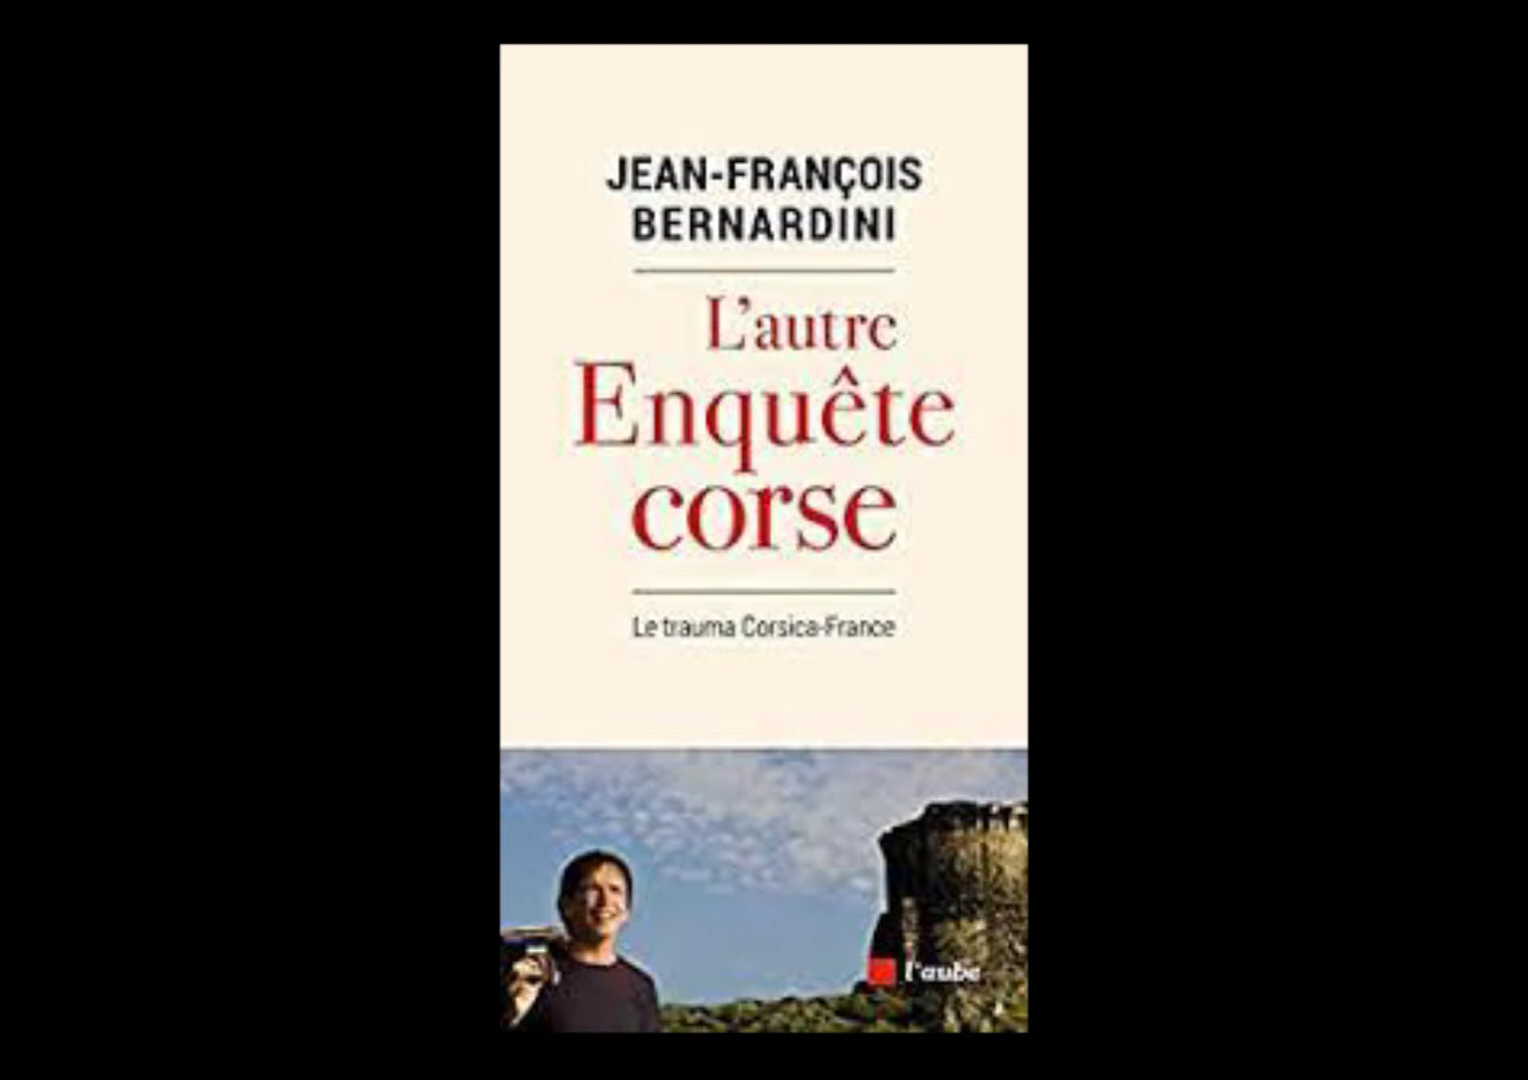 JEAN-FRANÇOIS
BERNARDINI
L'autre
Enquête
corse
Le trauma Corsica-France
l'aube